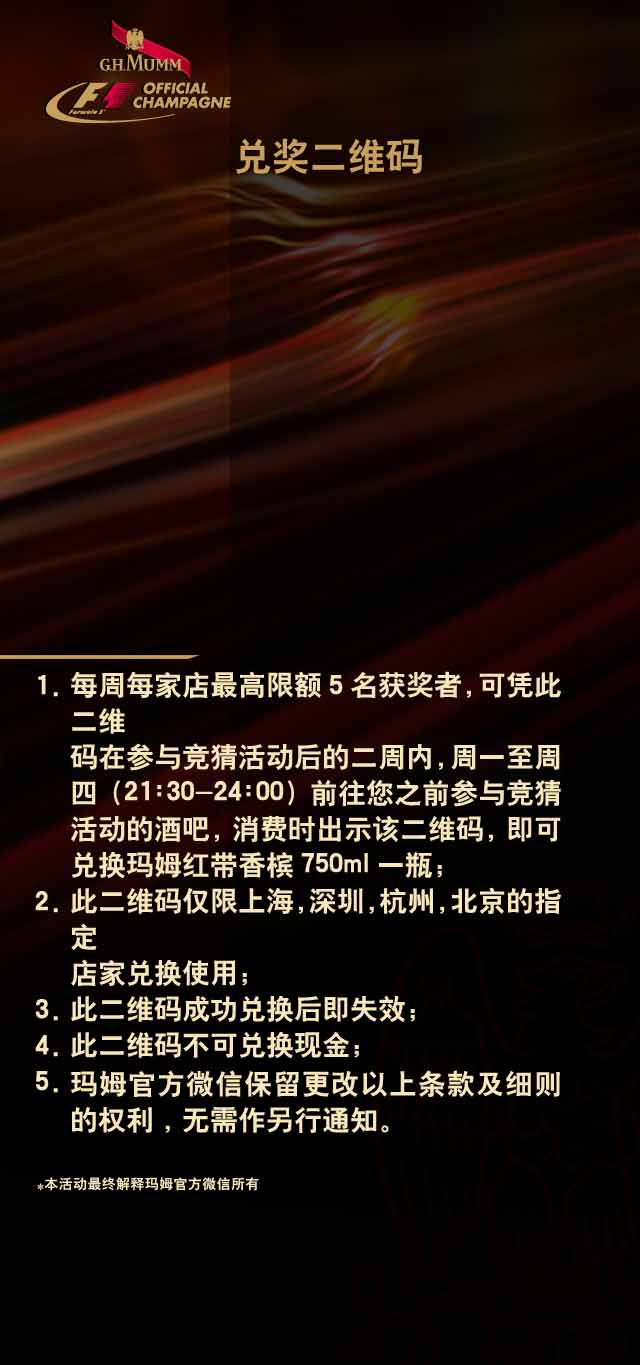 G.H.MUMM
F1 OFFICIAL
Formula 1 CHAMPAGNE
兑奖二维码
1. 每周每家店最高限额 5 名获奖者,可凭此
二维
码在参与竞猜活动后的二周内,周一至周
四（21:30-24:00）前往您之前参与竞猜
活动的酒吧, 消费时出示该二维码, 即可
兑换玛姆红带香槟 750ml 一瓶;
2. 此二维码仅限上海,深圳,杭州,北京的指
定
店家兑换使用;
3. 此二维码成功兑换后即失效;
4. 此二维码不可兑换现金;
5. 玛姆官方微信保留更改以上条款及细则
的权利，无需作另行通知。
*本活动最终解释玛姆官方微信所有